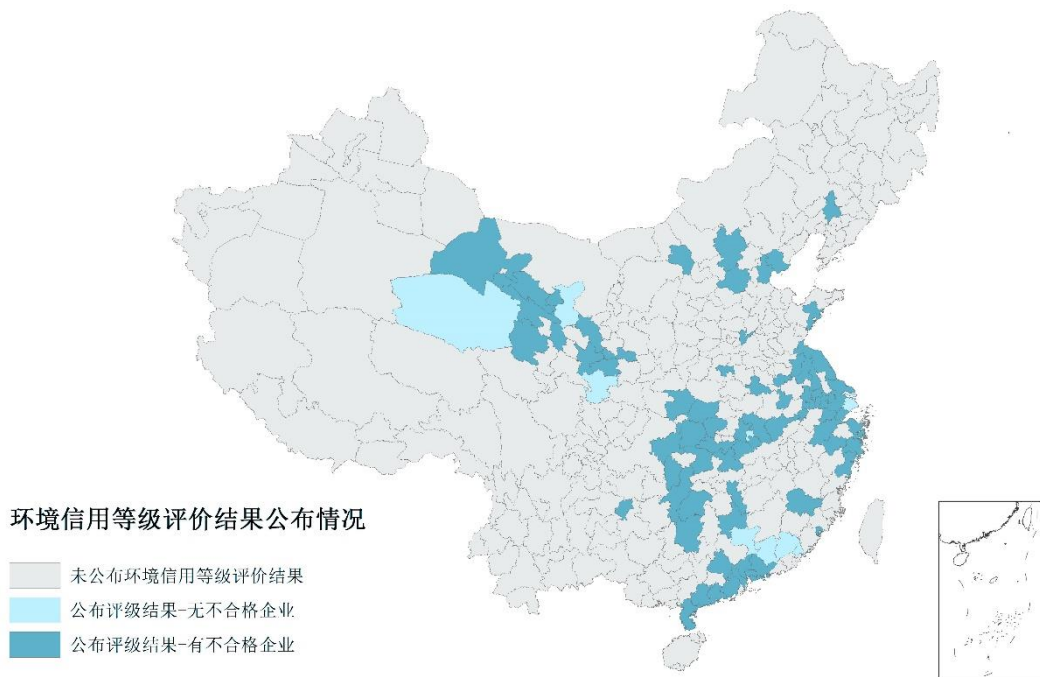 环境信用等级评价结果公布情况
未公布环境信用等级评价结果
公布评级结果-无不合格企业
公布评级结果-有不合格企业